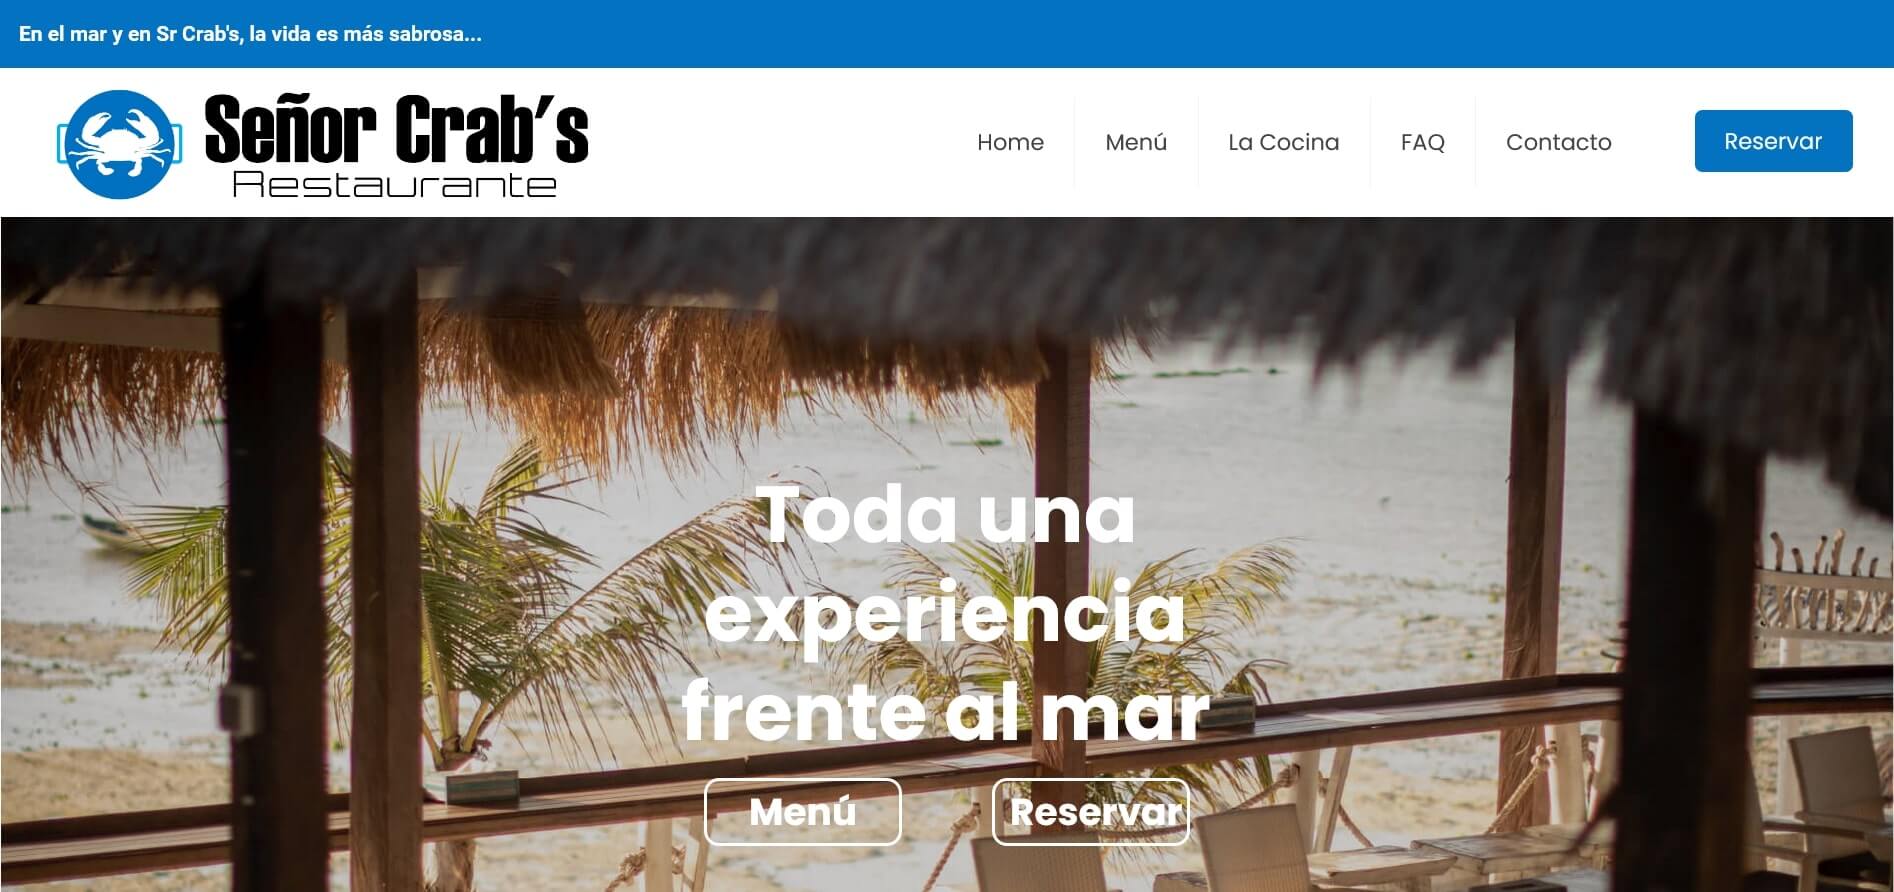 En el mar y en Sr Crab's, la vida es más sabrosa...
Señor Crab's
Restaurante
Home
Menú
La Cocina
FAQ
Contacto
Reservar
Toda una
experiencia
frente al mar
Menú
Reservar